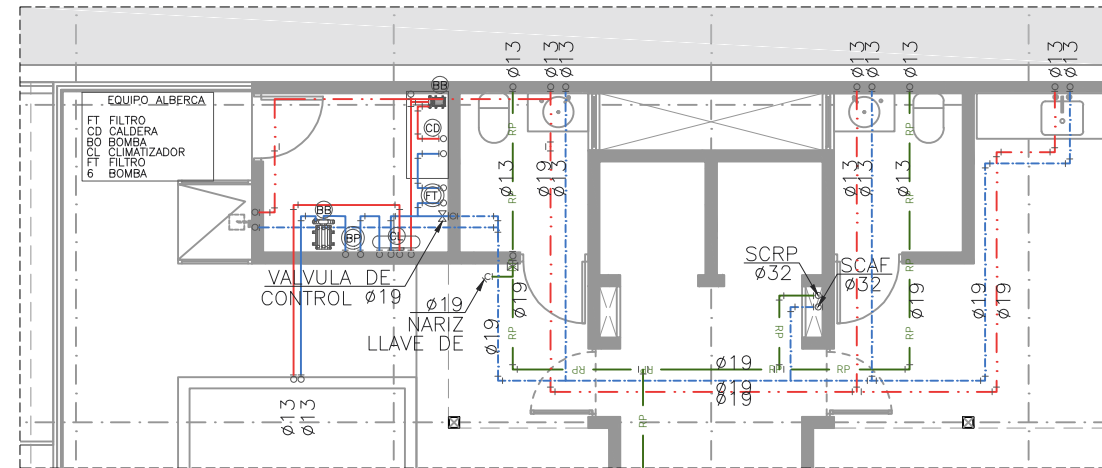 ø13
ø13
ø13
ø13
ø13
ø13
ø13
ø13
EQUIPO ALBERCA
FT FILTRO
CD CALDERA
BO BOMBA
CL CLIMATIZADOR
FT FILTRO
6 BOMBA
BB
CD
FT
BB
BP
CL
RP
RP
ø13
ø19
ø13
ø13
ø13
ø13
RP
RP
VALVULA DE
CONTROL ø19
ø19
NARIZ
LLAVE DE
ø19
ø19
RP
SCRP
ø32
SCAF
ø32
ø19
RP
ø19
ø19
RP
RP
RP
RP
RP
ø19
ø19
ø19
RP
ø13
ø13